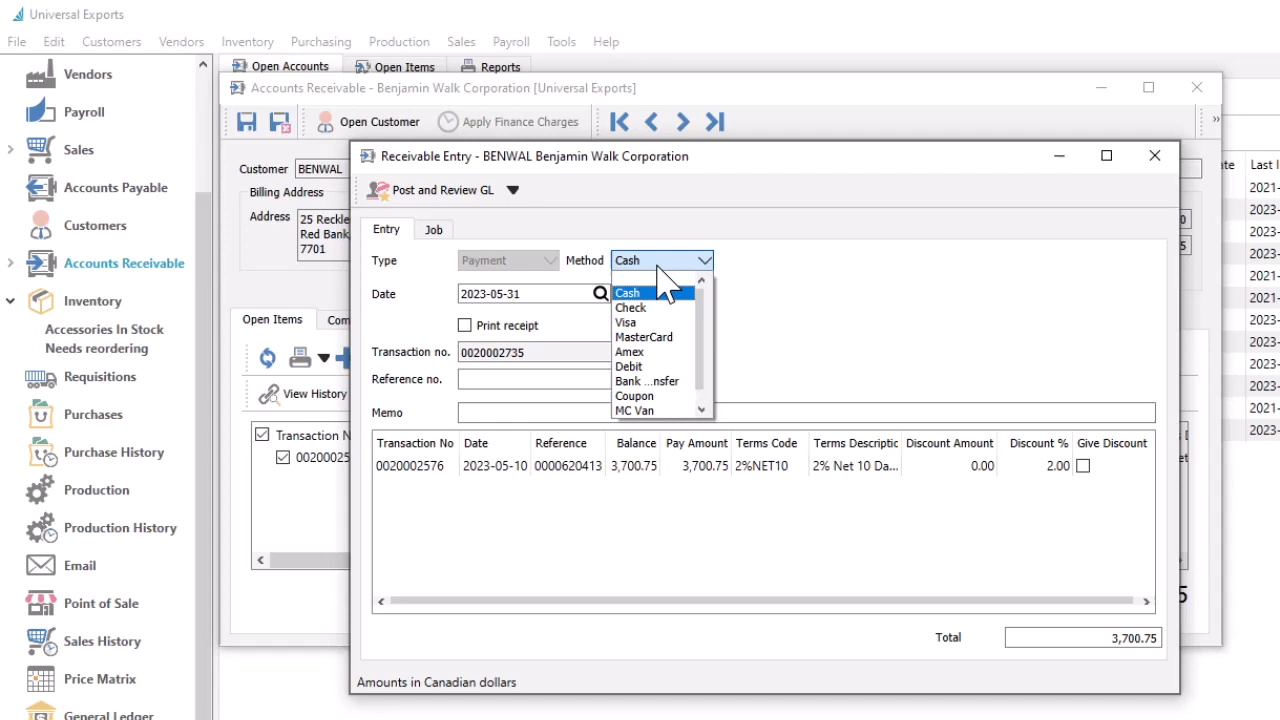 Universal Exports
File Edit Customers Vendors Inventory Purchasing Production Sales Payroll Tools Help
Vendors
Payroll
Sales
Accounts Payable
Customers
Accounts Receivable
Inventory
Accessories In Stock
Needs reordering
Requisitions
Purchases
Purchase History
Production
Production History
Email
Point of Sale
Sales History
Price Matrix
General Ledger
Open Accounts Open Items Reports
Accounts Receivable - Benjamin Walk Corporation [Universal Exports]
Open Customer Apply Finance Charges
Customer BENWAL
Billing Address
Address 25 Reckle
Red Bank,
7701
Open Items Com
View History
Transaction N
00200025
Receivable Entry - BENWAL Benjamin Walk Corporation
Post and Review GL
Entry Job
Type Payment Method Cash
Date 2023-05-31
Print receipt
Transaction no. 0020002735
Reference no.
Memo
Cash
Check
Visa
MasterCard
Amex
Debit
Bank ...nsfer
Coupon
MC Van
Transaction No Date Reference Balance Pay Amount Terms Code Terms Descriptic Discount Amount Discount % Give Discount
0020002576 2023-05-10 0000620413 3,700.75 3,700.75 2%NET10 2% Net 10 Da... 0.00 2.00
Total 3,700.75
Amounts in Canadian dollars
0
5
5
ate Last I
2021-
2023-
2023-
2023-
2023-
2021-
2023-
2023-
2023-
2023-
2021-
2023-